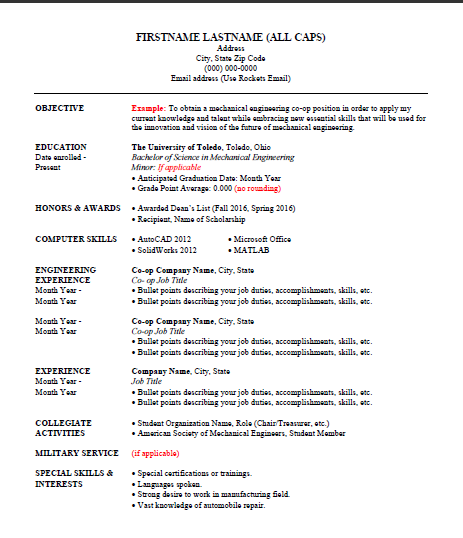 FIRSTNAME LASTNAME (ALL CAPS)
Address
City, State Zip Code
(000) 000-0000
Email address (Use Rockets Email)
OBJECTIVE Example: To obtain a mechanical engineering co-op position in order to apply my
current knowledge and talent while embracing new essential skills that will be used for
the innovation and vision of the future of mechanical engineering.
EDUCATION The University of Toledo, Toledo, Ohio
Date enrolled - Bachelor of Science in Mechanical Engineering
Present Minor: If applicable
• Anticipated Graduation Date: Month Year
• Grade Point Average: 0.000 (no rounding)
HONORS & AWARDS • Awarded Dean's List (Fall 2016, Spring 2016)
• Recipient, Name of Scholarship
COMPUTER SKILLS • AutoCAD 2012 • Microsoft Office
• SolidWorks 2012 • MATLAB
ENGINEERING Co-op Company Name, City, State
EXPERIENCE Co-op Job Title
Month Year - • Bullet points describing your job duties, accomplishments, skills, etc.
Month Year • Bullet points describing your job duties, accomplishments, skills, etc.
Month Year - Co-op Company Name, City, State
Month Year Co-op Job Title
• Bullet points describing your job duties, accomplishments, skills, etc.
• Bullet points describing your job duties, accomplishments, skills, etc.
EXPERIENCE Company Name, City, State
Month Year - Job Title
Month Year • Bullet points describing your job duties, accomplishments, skills, etc.
• Bullet points describing your job duties, accomplishments, skills, etc.
COLLEGIATE • Student Organization Name, Role (Chair/Treasurer, etc.)
ACTIVITIES • American Society of Mechanical Engineers, Student Member
MILITARY SERVICE (if applicable)
SPECIAL SKILLS & • Special certifications or trainings.
INTERESTS • Languages spoken.
• Strong desire to work in manufacturing field.
• Vast knowledge of automobile repair.